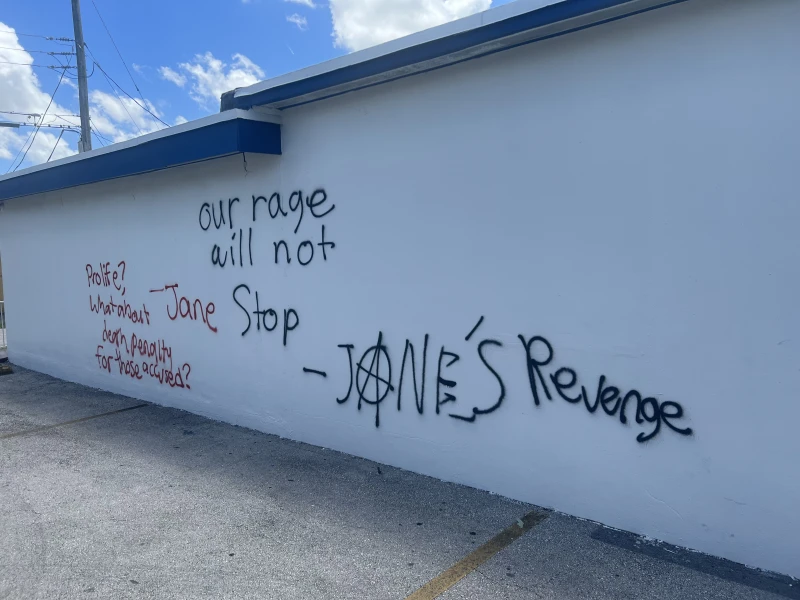 our rage
will not
Stop
- JANE'S Revenge
Prolife?
What about
death penalty
for those accused?
- Jane